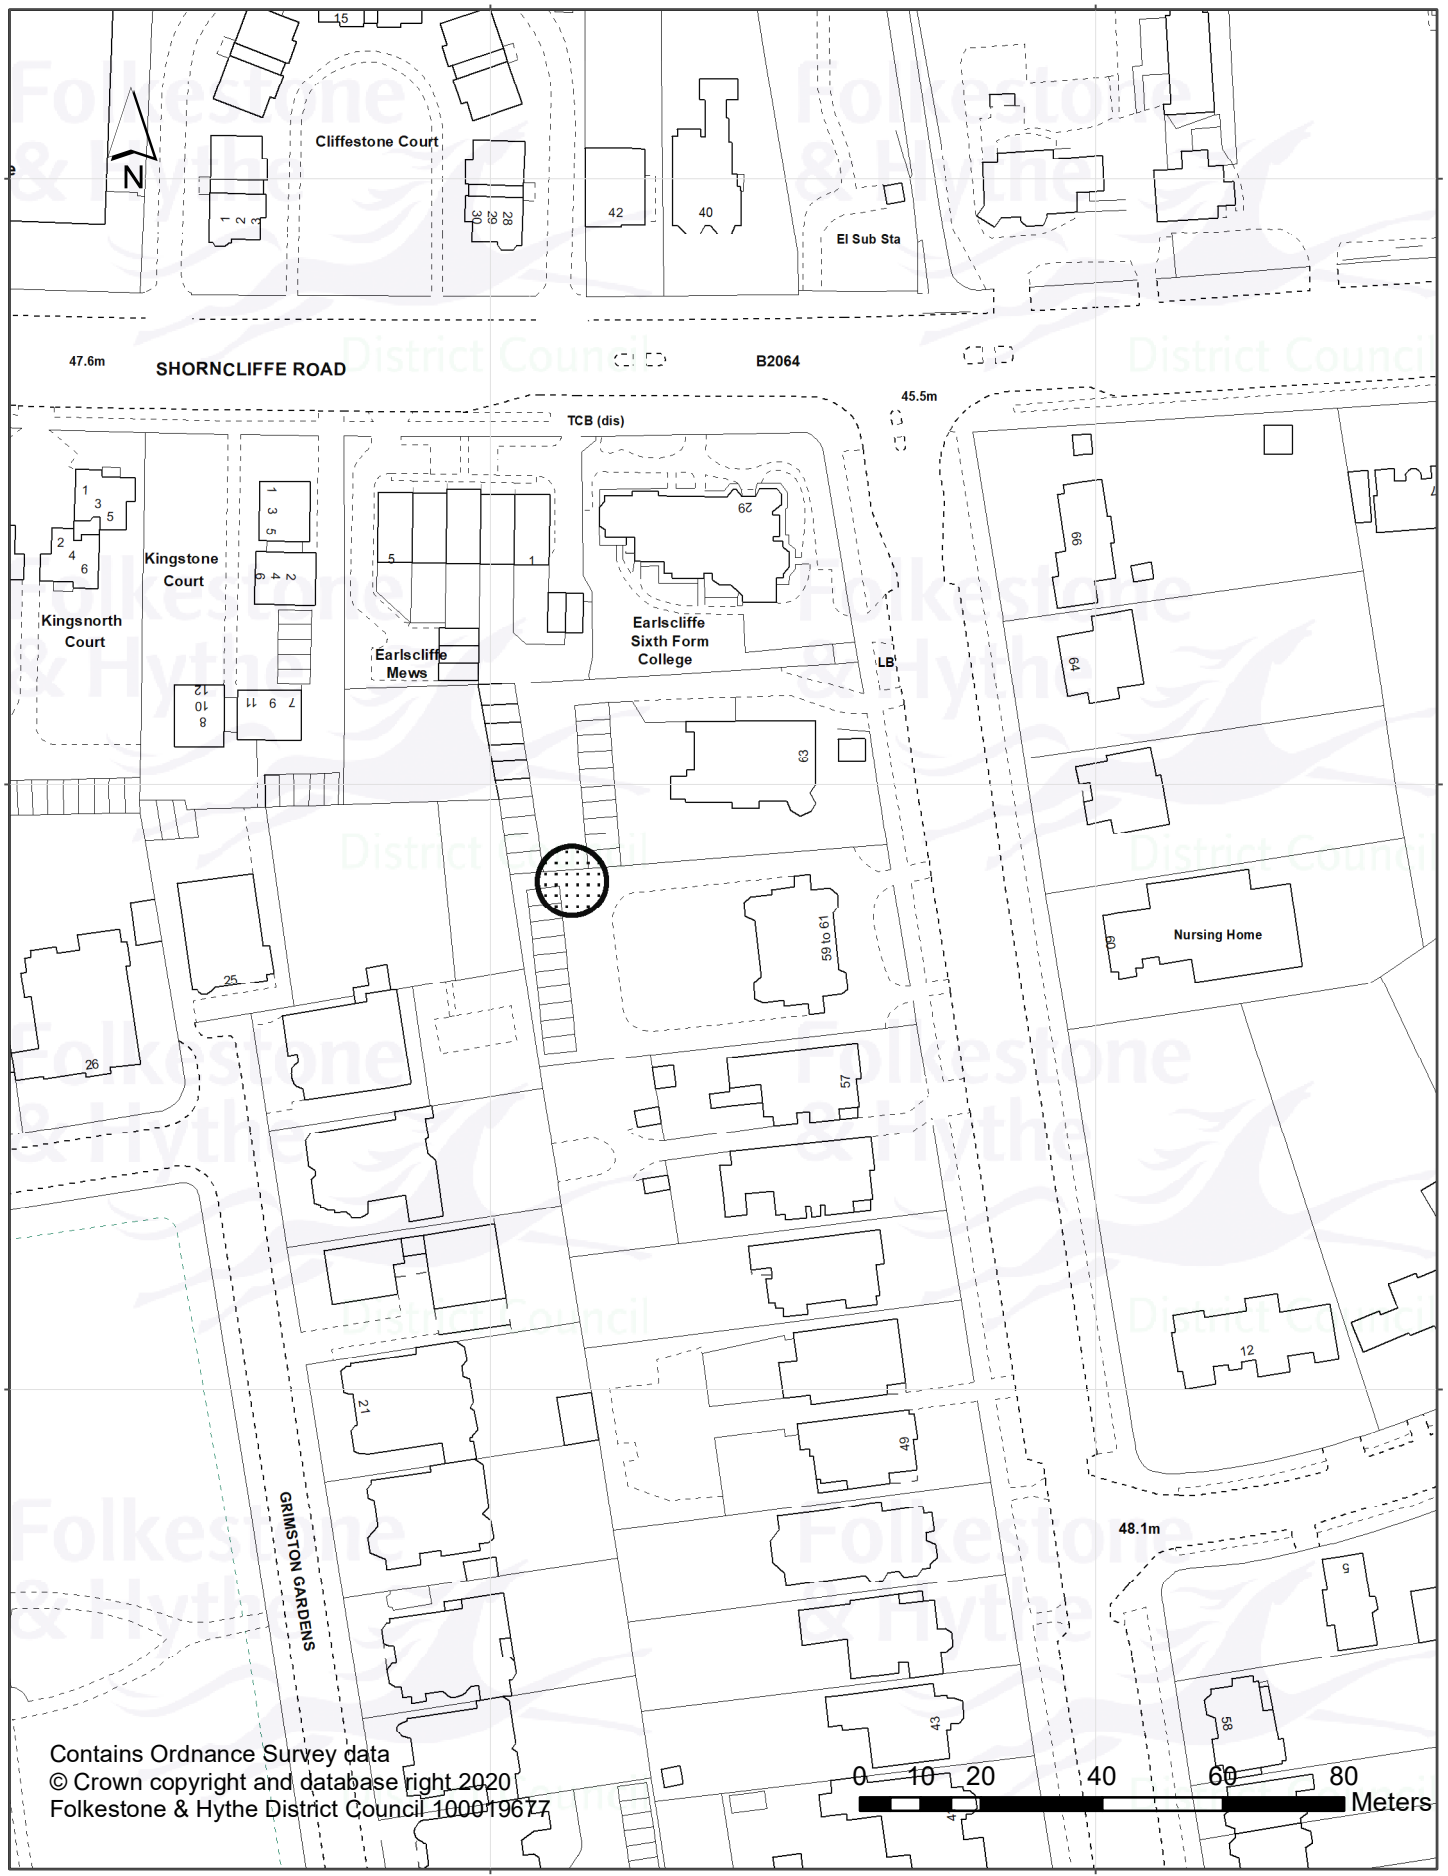 15
Cliffestone Court
N
1 2 3
30 29 28
42
40
El Sub Sta
47.6m
SHORNCLIFFE ROAD
B2064
45.5m
TCB (dis)
1
3
5
2
4
6
1 3 5
6 4 2
Kingstone
Court
Kingsnorth
Court
5
1
29
Earlscliffe
Sixth Form
College
Earlscliffe
Mews
LB
66
64
12
10
8
11 9 7
63
59 to 61
60
Nursing Home
25
26
57
21
12
49
GRIMSTON GARDENS
48.1m
5
43
58
Contains Ordnance Survey data
© Crown copyright and database right 2020
Folkestone & Hythe District Council 100019677
0 10 20 40 60 80
Meters
Folkestone
& Hythe
District Council